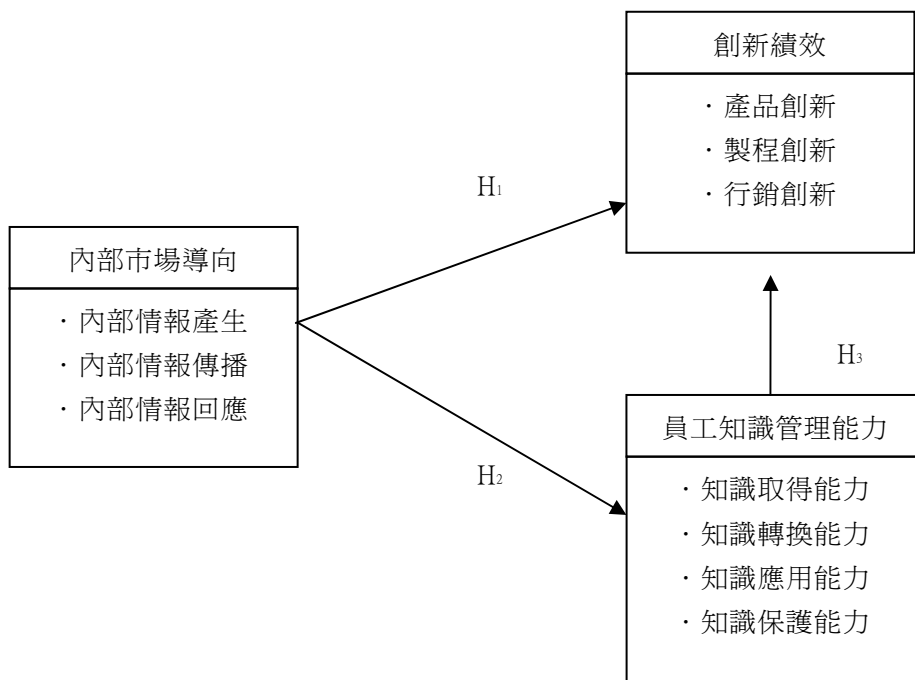 創新績效
．產品創新
．製程創新
．行銷創新
H1
內部市場導向
．內部情報產生
．內部情報傳播
．內部情報回應
H3
H2
員工知識管理能力
．知識取得能力
．知識轉換能力
．知識應用能力
．知識保護能力